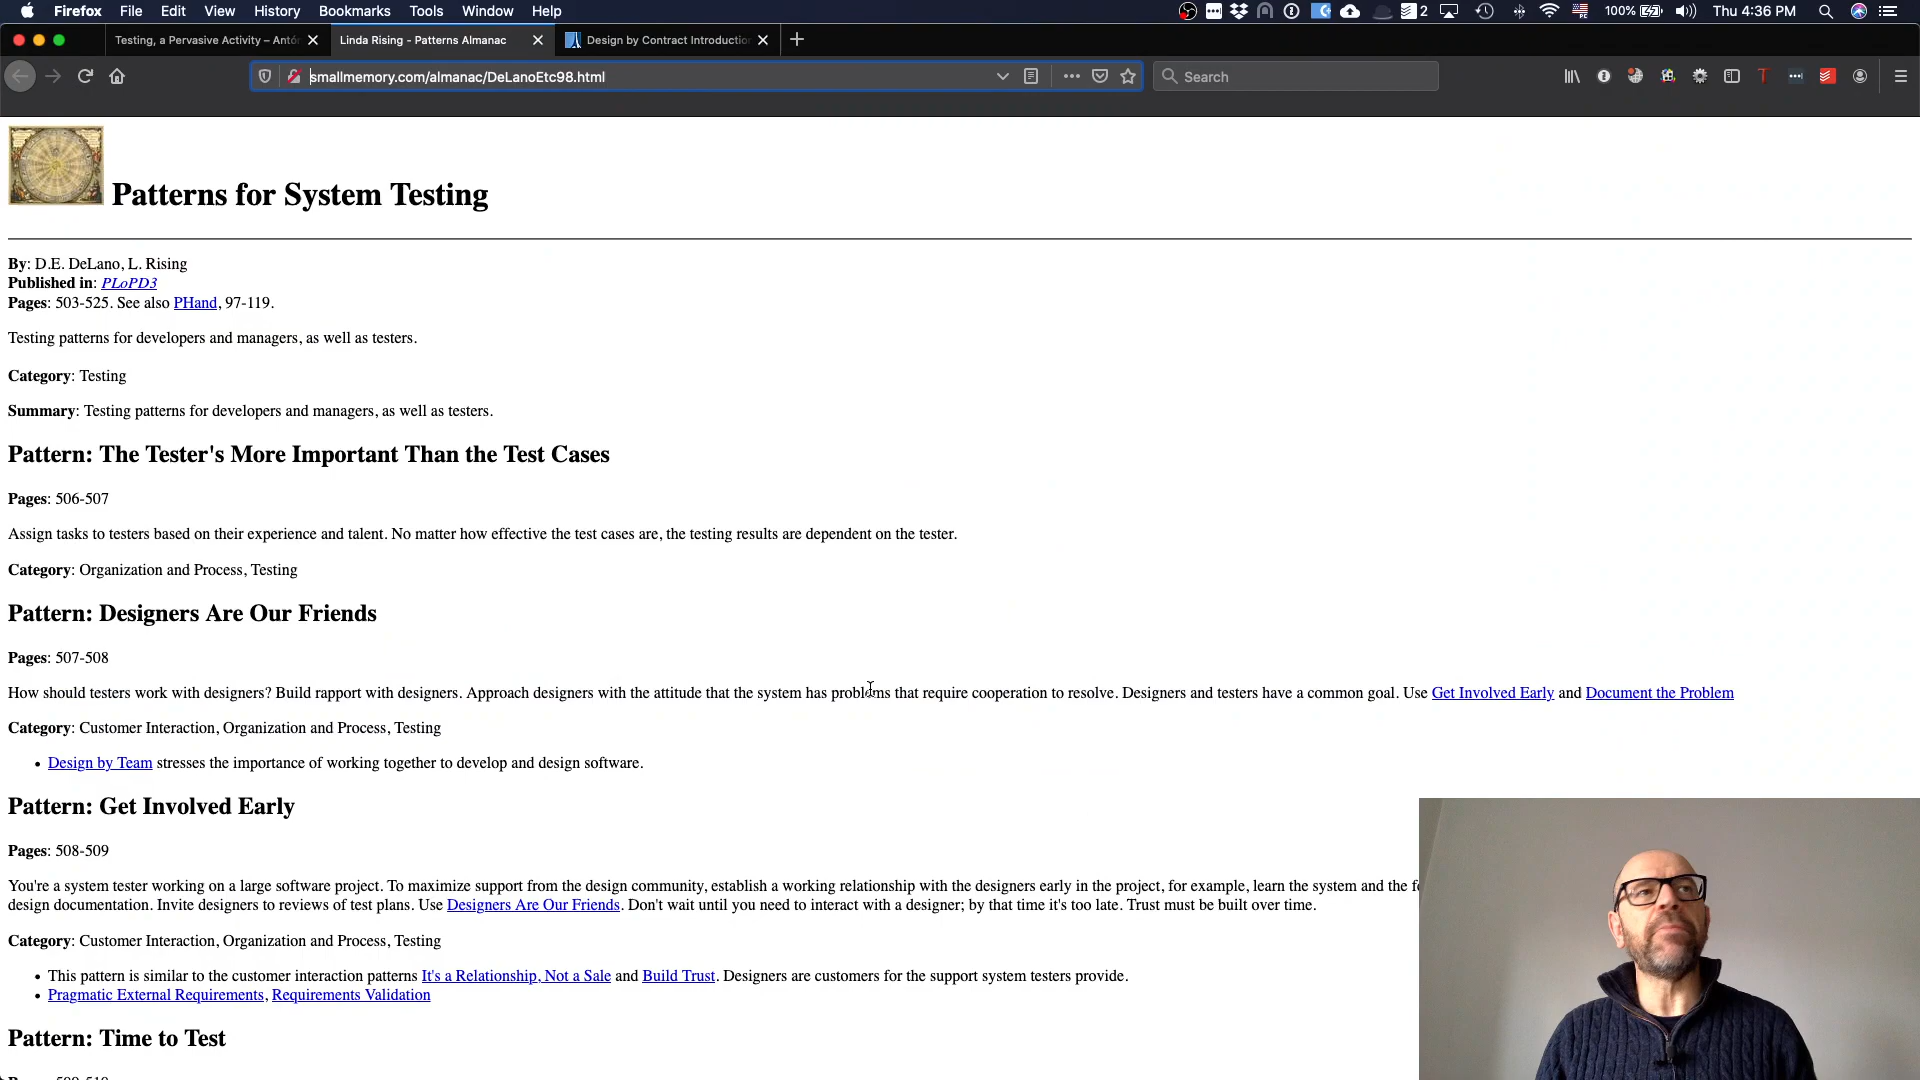 Firefox File Edit View History Bookmarks Tools Window Help 2 100% Thu 4:36 PM
Testing, a Pervasive Activity – Antón Linda Rising - Patterns Almanac Design by Contract Introduction
smallmemory.com/almanac/DeLanoEtc98.html Search
Patterns for System Testing
By: D.E. DeLano, L. Rising
Published in: PLoPD3
Pages: 503-525. See also PHand, 97-119.
Testing patterns for developers and managers, as well as testers.
Category: Testing
Summary: Testing patterns for developers and managers, as well as testers.
Pattern: The Tester's More Important Than the Test Cases
Pages: 506-507
Assign tasks to testers based on their experience and talent. No matter how effective the test cases are, the testing results are dependent on the tester.
Category: Organization and Process, Testing
Pattern: Designers Are Our Friends
Pages: 507-508
How should testers work with designers? Build rapport with designers. Approach designers with the attitude that the system has problems that require cooperation to resolve. Designers and testers have a common goal. Use Get Involved Early and Document the Problem
Category: Customer Interaction, Organization and Process, Testing
• Design by Team stresses the importance of working together to develop and design software.
Pattern: Get Involved Early
Pages: 508-509
You're a system tester working on a large software project. To maximize support from the design community, establish a working relationship with the designers early in the project, for example, learn the system and the
design documentation. Invite designers to reviews of test plans. Use Designers Are Our Friends. Don't wait until you need to interact with a designer; by that time it's too late. Trust must be built over time.
Category: Customer Interaction, Organization and Process, Testing
• This pattern is similar to the customer interaction patterns It's a Relationship, Not a Sale and Build Trust. Designers are customers for the support system testers provide.
• Pragmatic External Requirements, Requirements Validation
Pattern: Time to Test